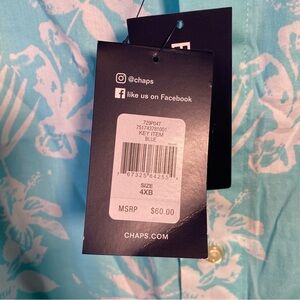 @chaps
like us on Facebook
KEY ITEM
BLUE
SIZE
4XB
MSRP $60.00
CHAPS.COM